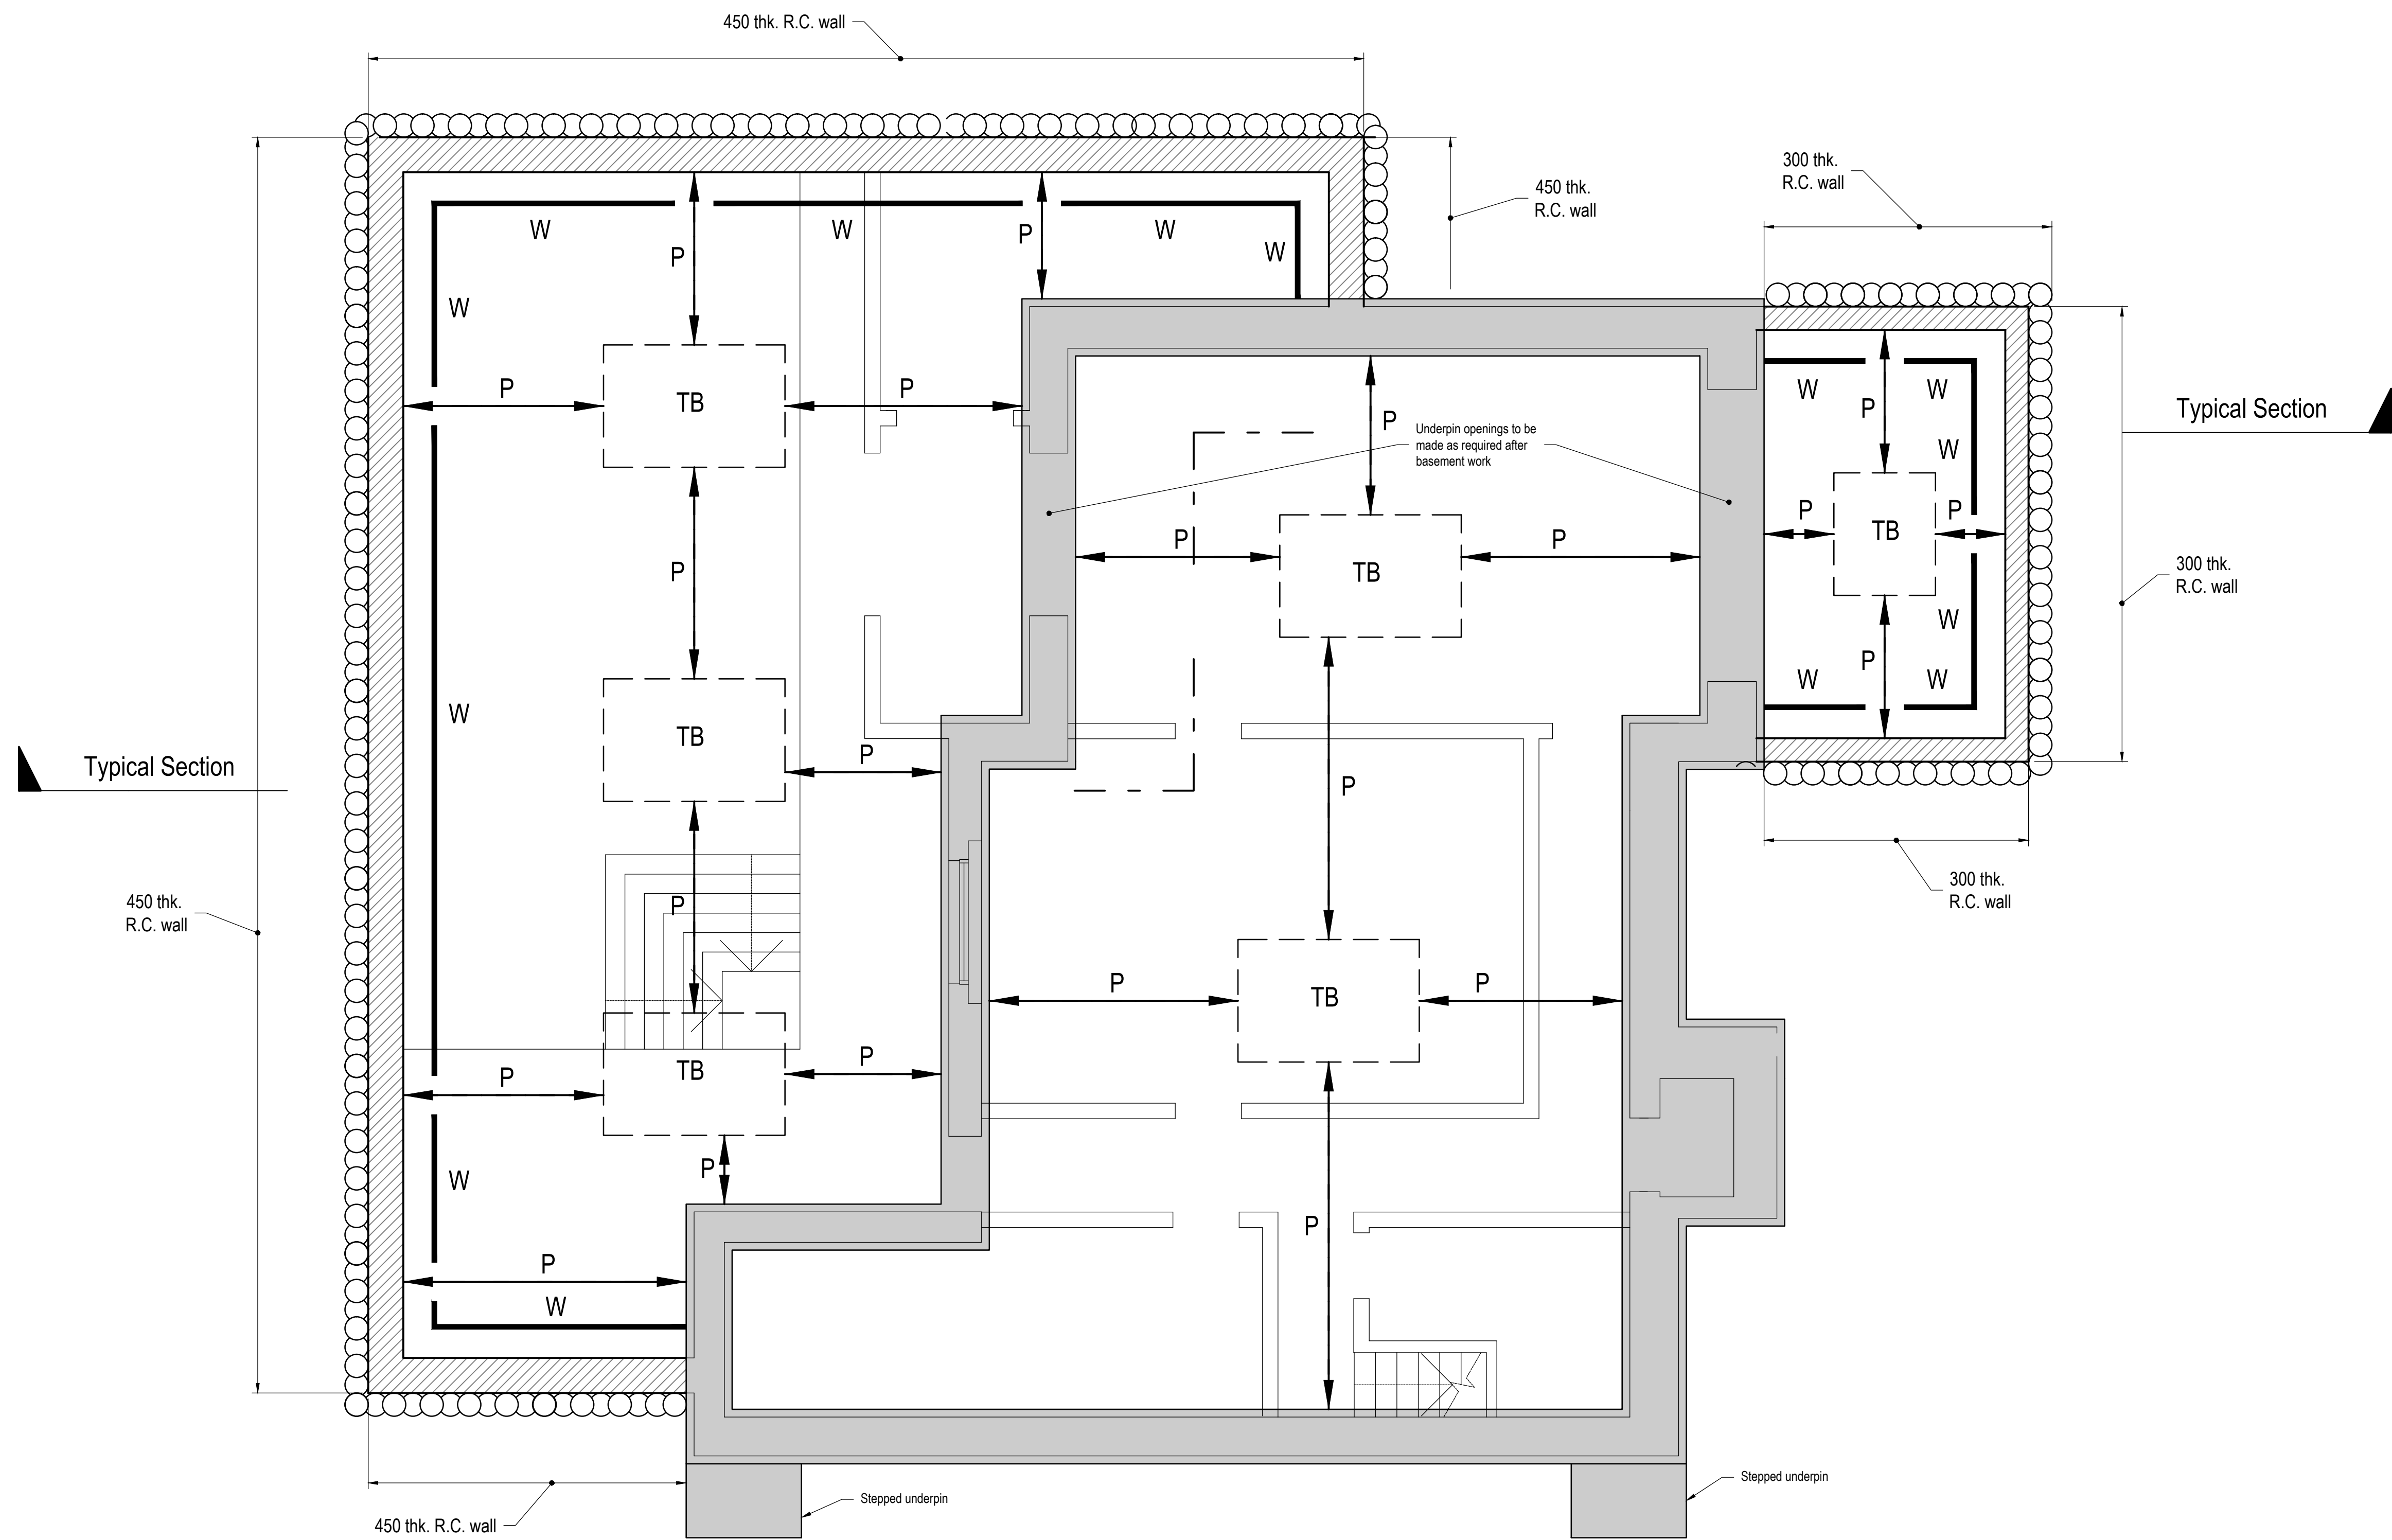 450 thk. R.C. wall
300 thk.
R.C. wall
450 thk.
R.C. wall
W
W
W
P
P
W
W
P
P
TB
P
W
W
P
Typical Section
Underpin openings to be
made as required after
basement work
W
P
P
TB
P
P
TB
P
P
300 thk.
R.C. wall
W
P
W
W
W
TB
P
P
Typical Section
300 thk.
R.C. wall
450 thk.
R.C. wall
P
P
TB
P
TB
P
P
P
W
P
P
W
Stepped underpin
Stepped underpin
450 thk. R.C. wall